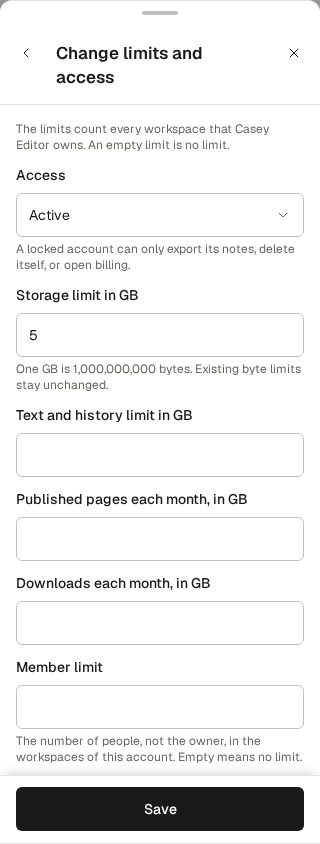 Change limits and
access
The limits count every workspace that Casey
Editor owns. An empty limit is no limit.
Access
Active
A locked account can only export its notes, delete
itself, or open billing.
Storage limit in GB
5
One GB is 1,000,000,000 bytes. Existing byte limits
stay unchanged.
Text and history limit in GB
Published pages each month, in GB
Downloads each month, in GB
Member limit
The number of people, not the owner, in the
workspaces of this account. Empty means no limit.
Save